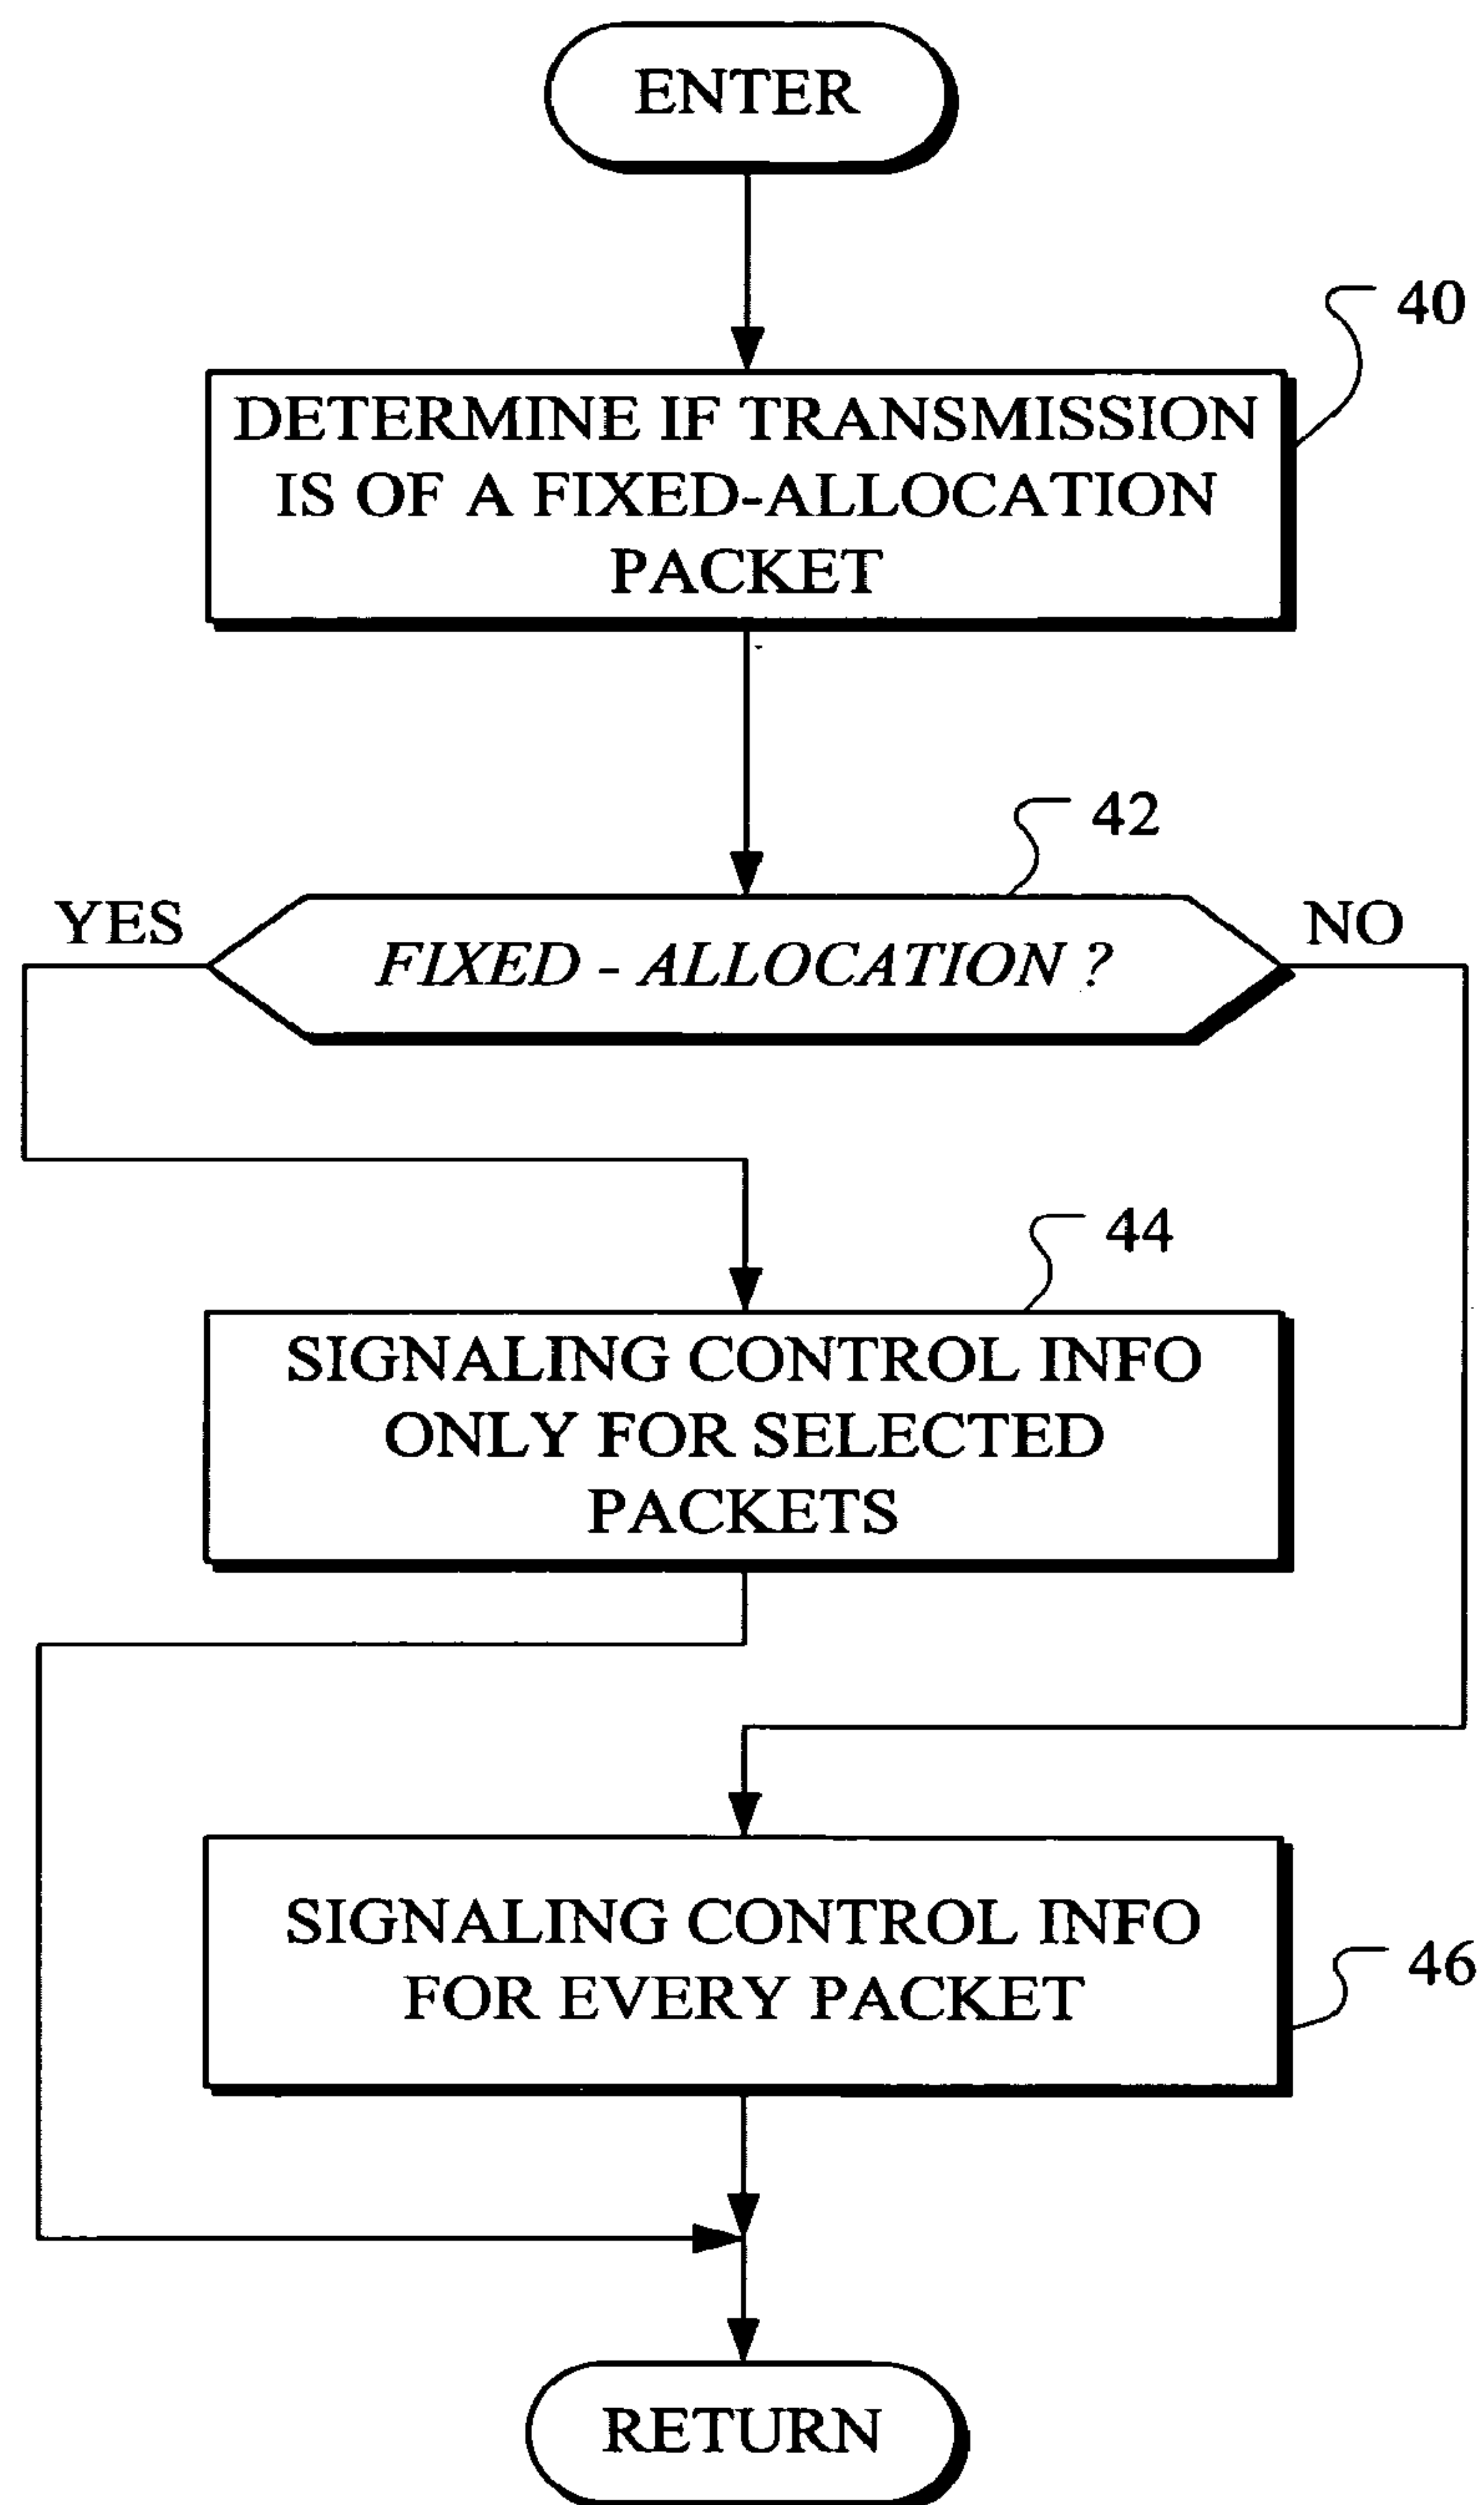 ENTER
40
DETERMINE IF TRANSMISSION
IS OF A FIXED-ALLOCATION
PACKET
42
YES
NO
FIXED - ALLOCATION ?
44
SIGNALING CONTROL INFO
ONLY FOR SELECTED
PACKETS
SIGNALING CONTROL INFO
FOR EVERY PACKET
46
RETURN